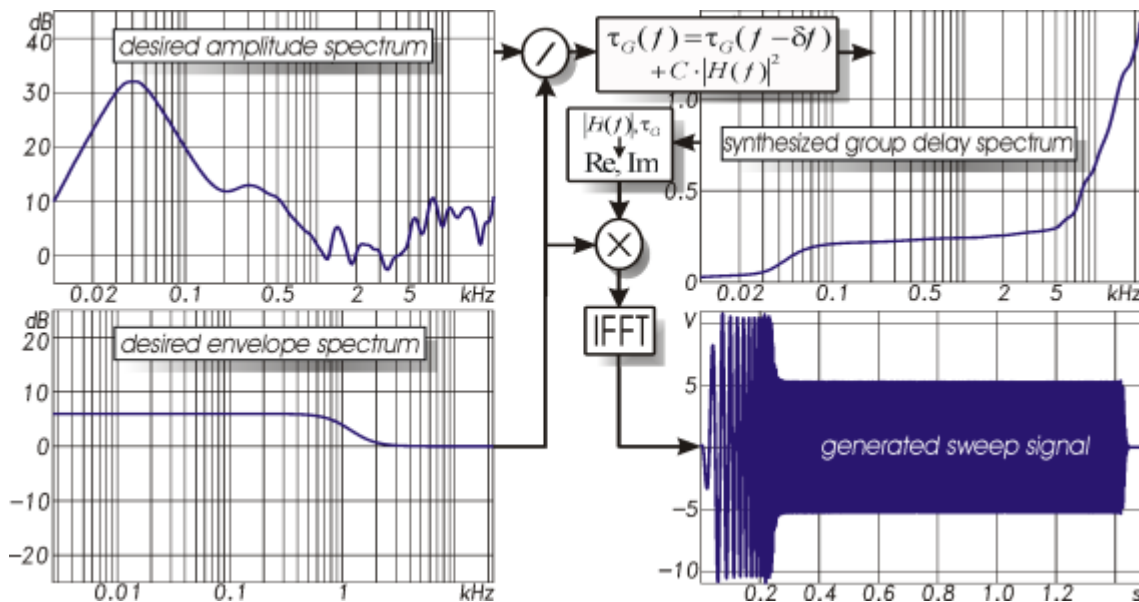 dB
40
30
20
10
0
0.02 0.1 0.5 2 5 kHz
desired amplitude spectrum
/
τG(f)=τG(f−δf)
+C·|H(f)|²
|H(f)|,τG
Re, Im
×
IFFT
1.0
0.5
0
0.02 0.1 0.5 2 5 kHz
synthesized group delay spectrum
dB
20
10
0
−10
−20
0.01 0.1 1 kHz
desired envelope spectrum
V
5
−5
−10
0.2 0.4 0.6 0.8 1.0 1.2 s
generated sweep signal